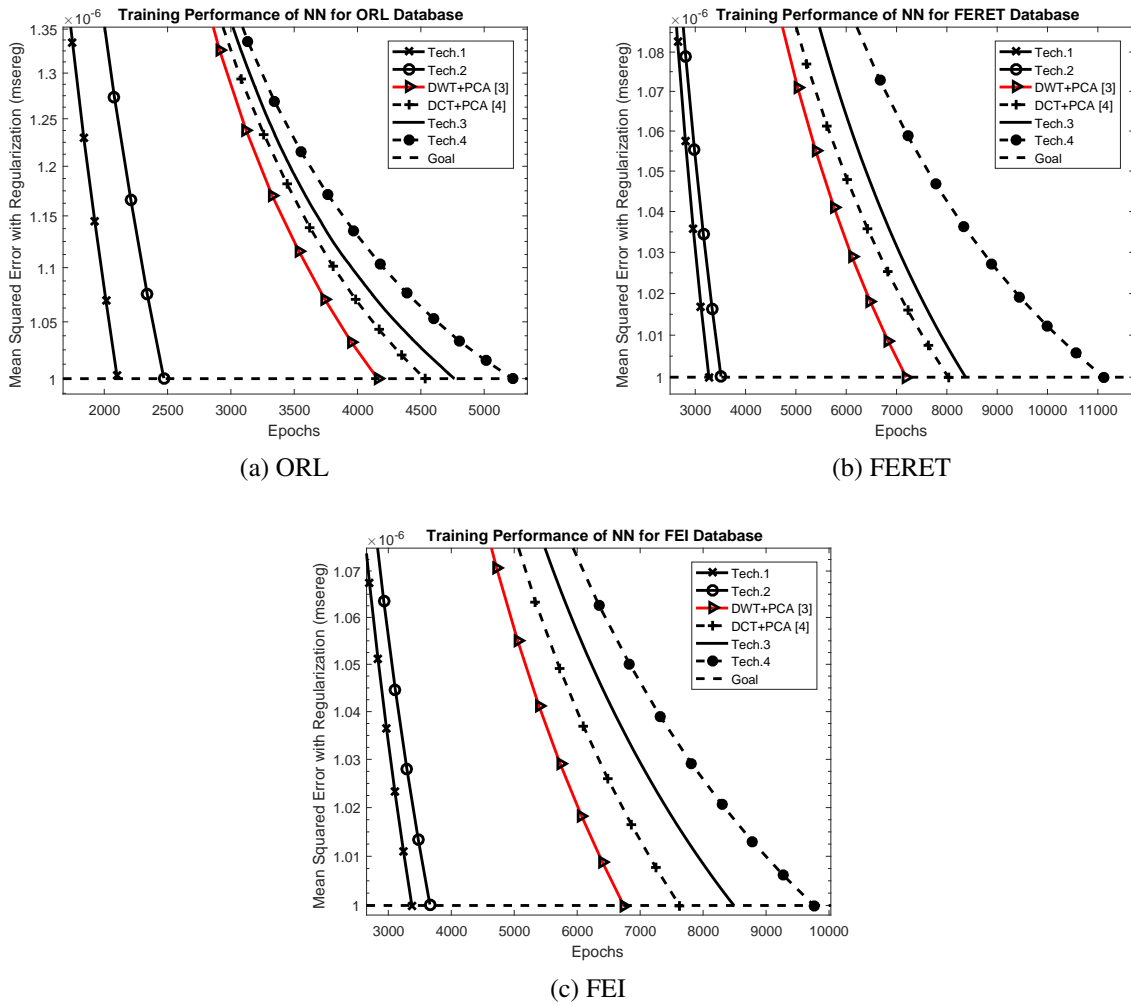 Training Performance of NN for ORL Database
×10^-6
Mean Squared Error with Regularization (msereg)
1.35
1.3
1.25
1.2
1.15
1.1
1.05
1
2000 2500 3000 3500 4000 4500 5000
Epochs
Tech.1
Tech.2
DWT+PCA [3]
DCT+PCA [4]
Tech.3
Tech.4
Goal
(a) ORL
Training Performance of NN for FERET Database
×10^-6
Mean Squared Error with Regularization (msereg)
1.08
1.07
1.06
1.05
1.04
1.03
1.02
1.01
1
3000 4000 5000 6000 7000 8000 9000 10000 11000
Epochs
Tech.1
Tech.2
DWT+PCA [3]
DCT+PCA [4]
Tech.3
Tech.4
Goal
(b) FERET
Training Performance of NN for FEI Database
×10^-6
Mean Squared Error with Regularization (msereg)
1.07
1.06
1.05
1.04
1.03
1.02
1.01
1
3000 4000 5000 6000 7000 8000 9000 10000
Epochs
Tech.1
Tech.2
DWT+PCA [3]
DCT+PCA [4]
Tech.3
Tech.4
Goal
(c) FEI